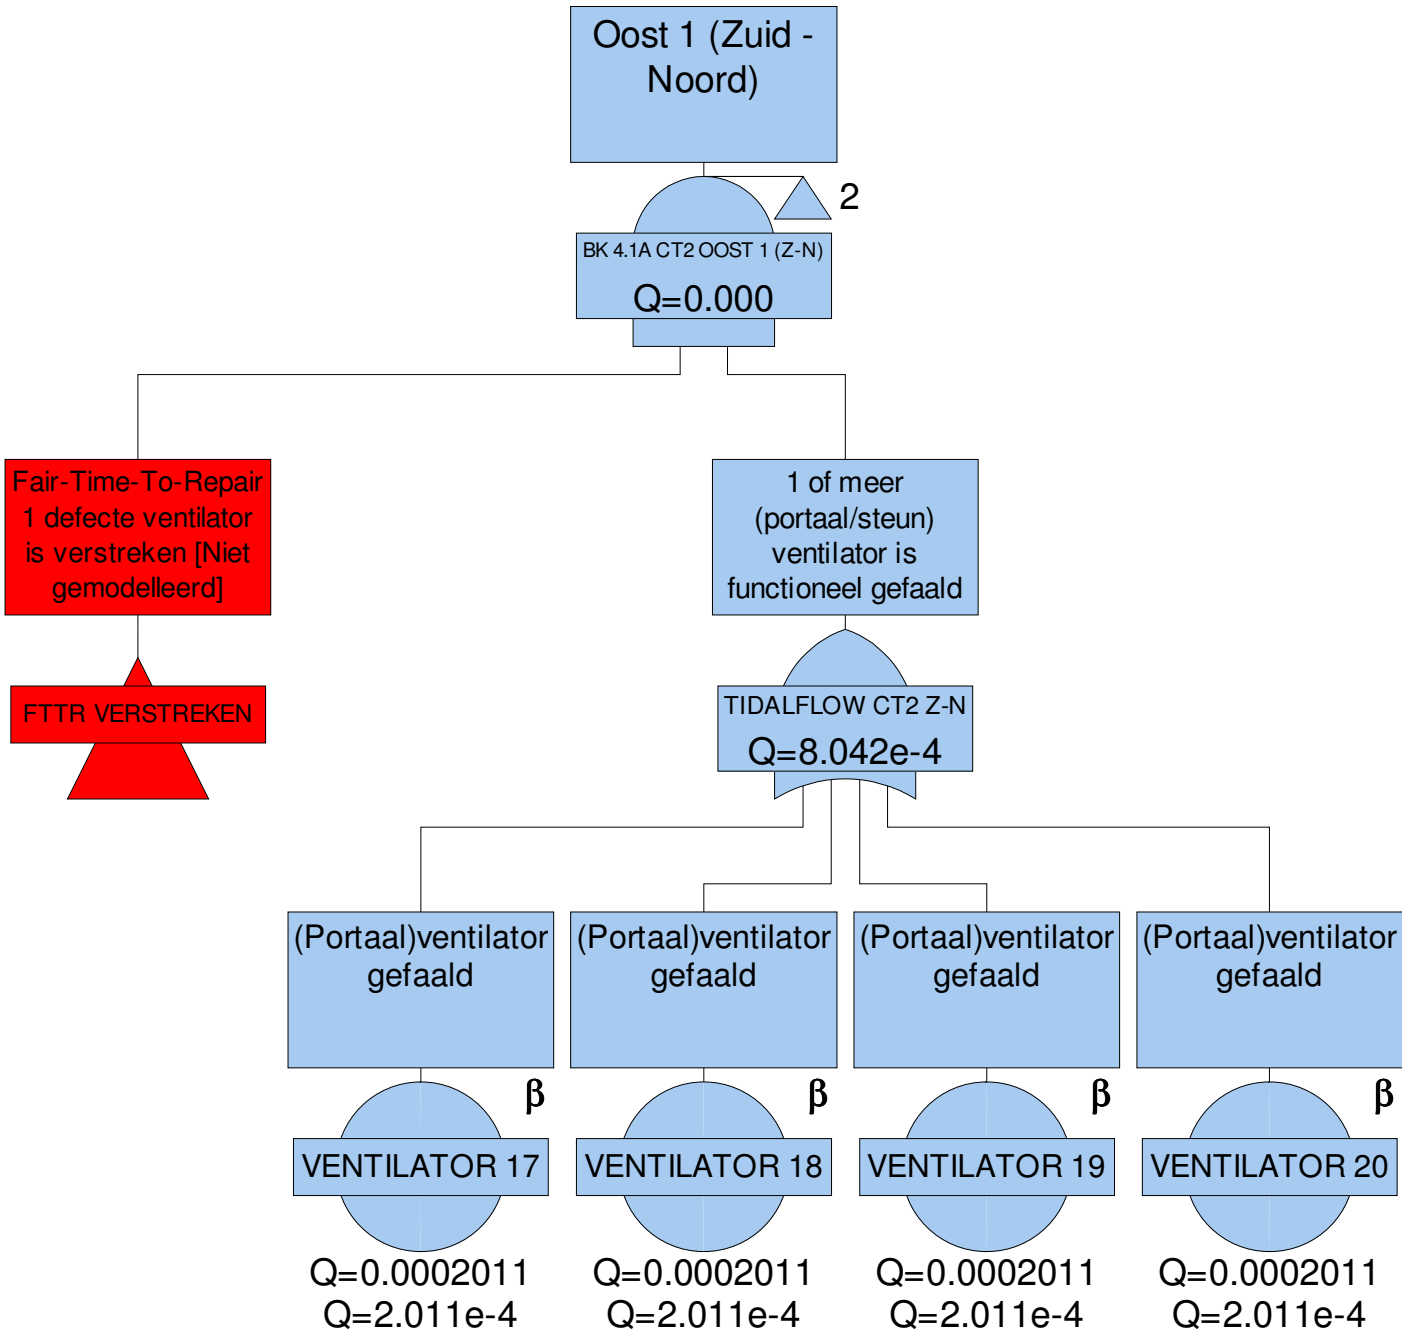 Oost 1 (Zuid -
Noord)
2
BK 4.1A CT2 OOST 1 (Z-N)
Q=0.000
Fair-Time-To-Repair
1 defecte ventilator
is verstreken [Niet
gemodelleerd]
FTTR VERSTREKEN
1 of meer
(portaal/steun)
ventilator is
functioneel gefaald
TIDALFLOW CT2 Z-N
Q=8.042e-4
(Portaal)ventilator
gefaald
β
VENTILATOR 17
Q=0.0002011
Q=2.011e-4
(Portaal)ventilator
gefaald
β
VENTILATOR 18
Q=0.0002011
Q=2.011e-4
(Portaal)ventilator
gefaald
β
VENTILATOR 19
Q=0.0002011
Q=2.011e-4
(Portaal)ventilator
gefaald
β
VENTILATOR 20
Q=0.0002011
Q=2.011e-4